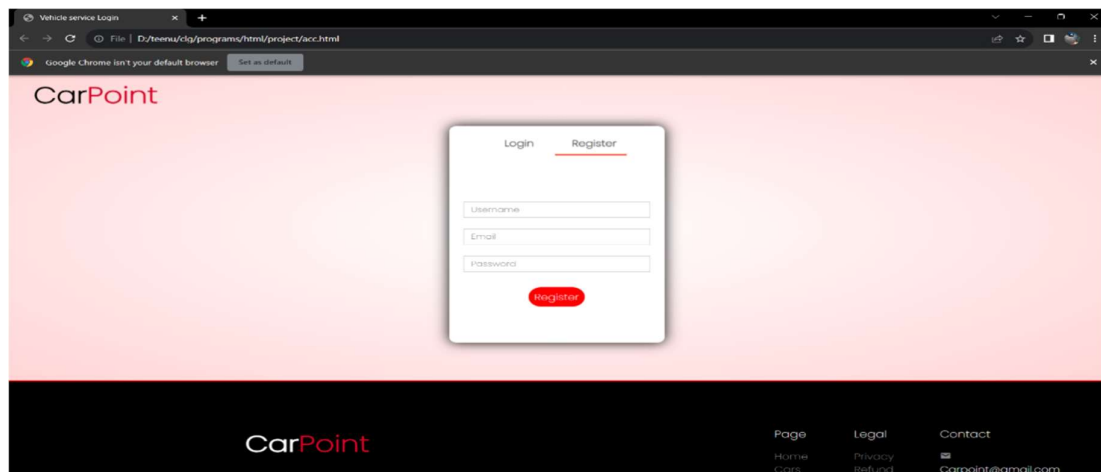 Vehicle service Login
File | D:/teenu/clg/programs/html/project/acc.html
Google Chrome isn't your default browser Set as default
CarPoint
Login Register
Username
Email
Password
Register
CarPoint
Page Legal Contact
Home Privacy
Cars Refund Carpoint@gmail.com